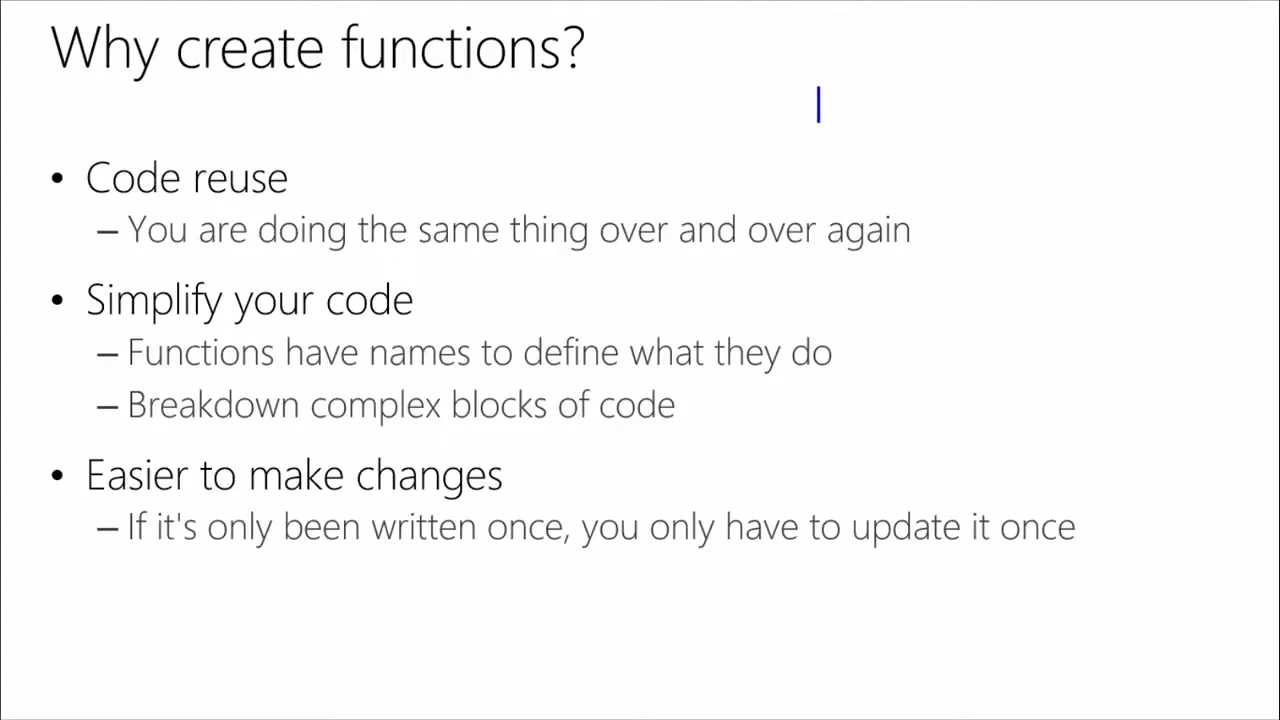 Why create functions?
• Code reuse
– You are doing the same thing over and over again
• Simplify your code
– Functions have names to define what they do
– Breakdown complex blocks of code
• Easier to make changes
– If it's only been written once, you only have to update it once